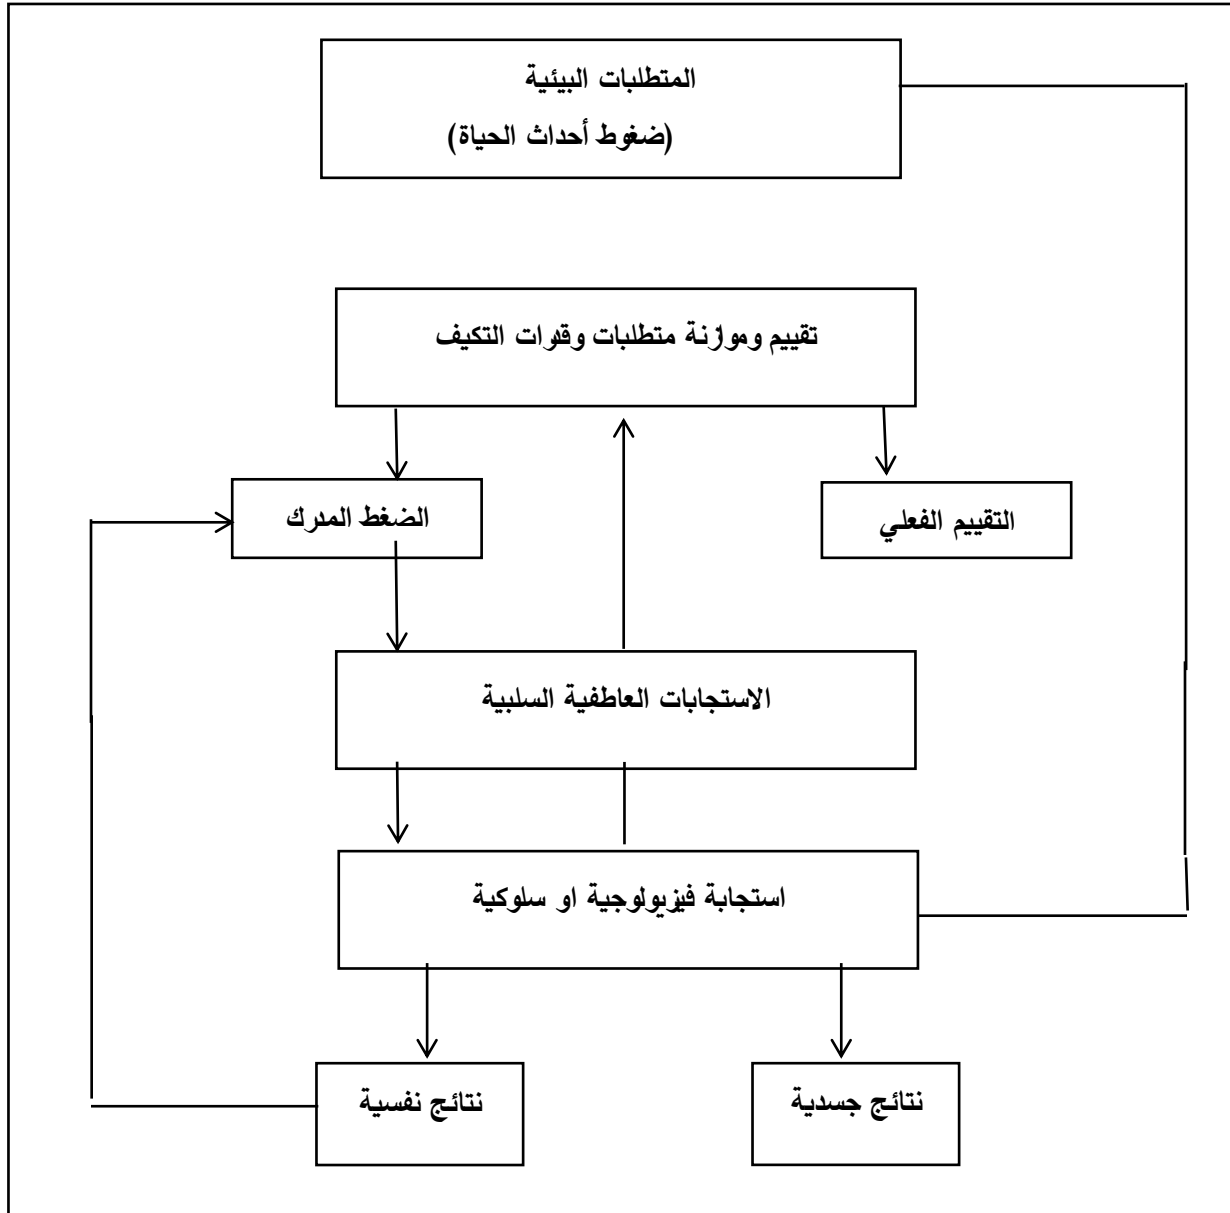 المتطلبات البيئية
(ضغوط أحداث الحياة)
تقييم وموازنة متطلبات وقدرات التكيف
الضغط المدرك
التقييم الفعلي
الاستجابات العاطفية السلبية
استجابة فيزيولوجية او سلوكية
نتائج نفسية
نتائج جسدية